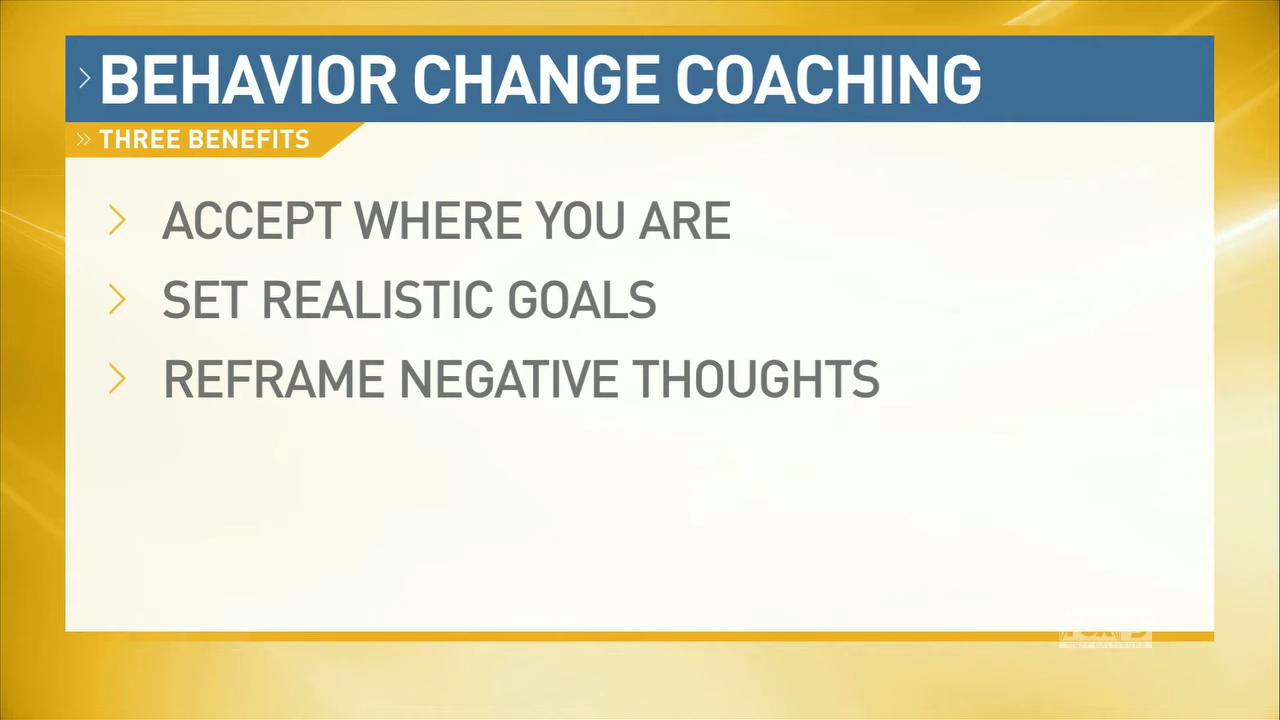 BEHAVIOR CHANGE COACHING
THREE BENEFITS
ACCEPT WHERE YOU ARE
SET REALISTIC GOALS
REFRAME NEGATIVE THOUGHTS